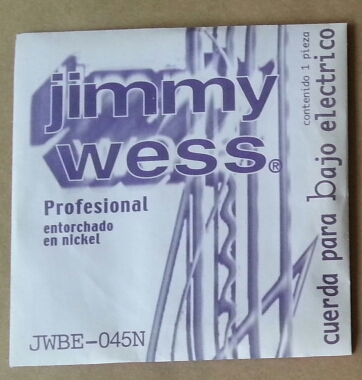 jimmy
wess®
Profesional
entorchado
en nickel
JWBE-045N
contenido 1 pieza
cuerda para bajo electrico